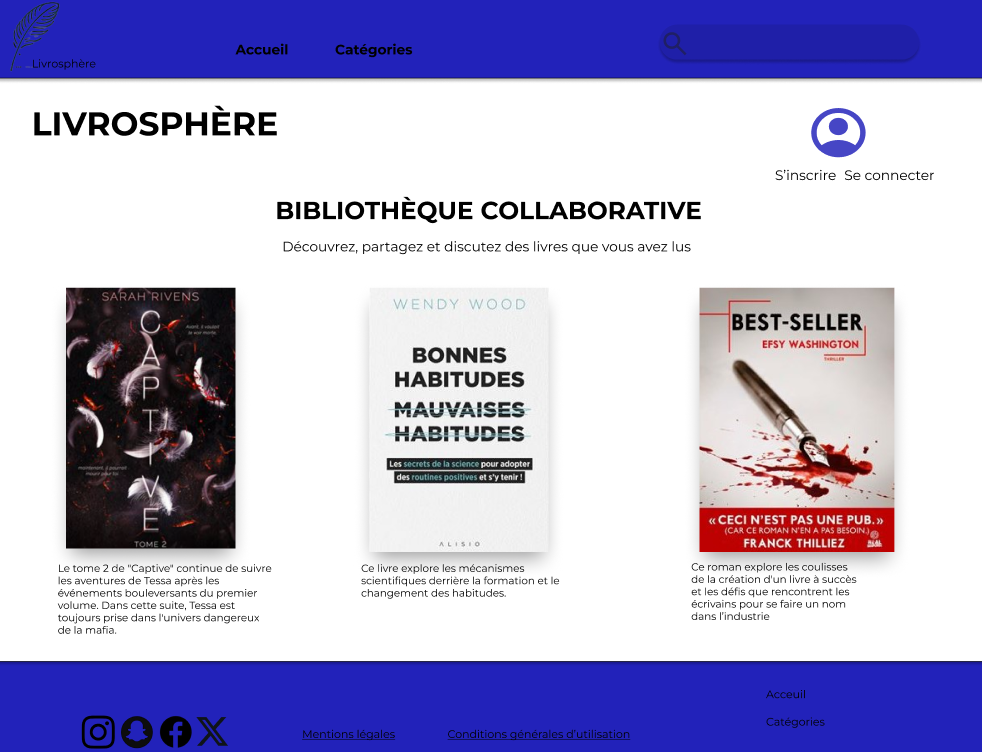 Livrosphère
Accueil
Catégories
LIVROSPHÈRE
S'inscrire Se connecter
BIBLIOTHÈQUE COLLABORATIVE
Découvrez, partagez et discutez des livres que vous avez lus
SARAH RIVENS
CAPTIVE
TOME 2
Le tome 2 de "Captive" continue de suivre
les aventures de Tessa après les
événements bouleversants du premier
volume. Dans cette suite, Tessa est
toujours prise dans l'univers dangereux
de la mafia.
WENDY WOOD
BONNES
HABITUDES
MAUVAISES
HABITUDES
Les secrets de la science pour adopter
des routines positives et s'y tenir !
ALISIO
Ce livre explore les mécanismes
scientifiques derrière la formation et le
changement des habitudes.
BEST-SELLER
EFSY WASHINGTON
THRILLER
« CECI N'EST PAS UNE PUB. »
(CAR CE ROMAN N'EN A PAS BESOIN.)
FRANCK THILLIEZ
Ce roman explore les coulisses
de la création d'un livre à succès
et les défis que rencontrent les
écrivains pour se faire un nom
dans l'industrie
Mentions légales
Conditions générales d'utilisation
Acceuil
Catégories